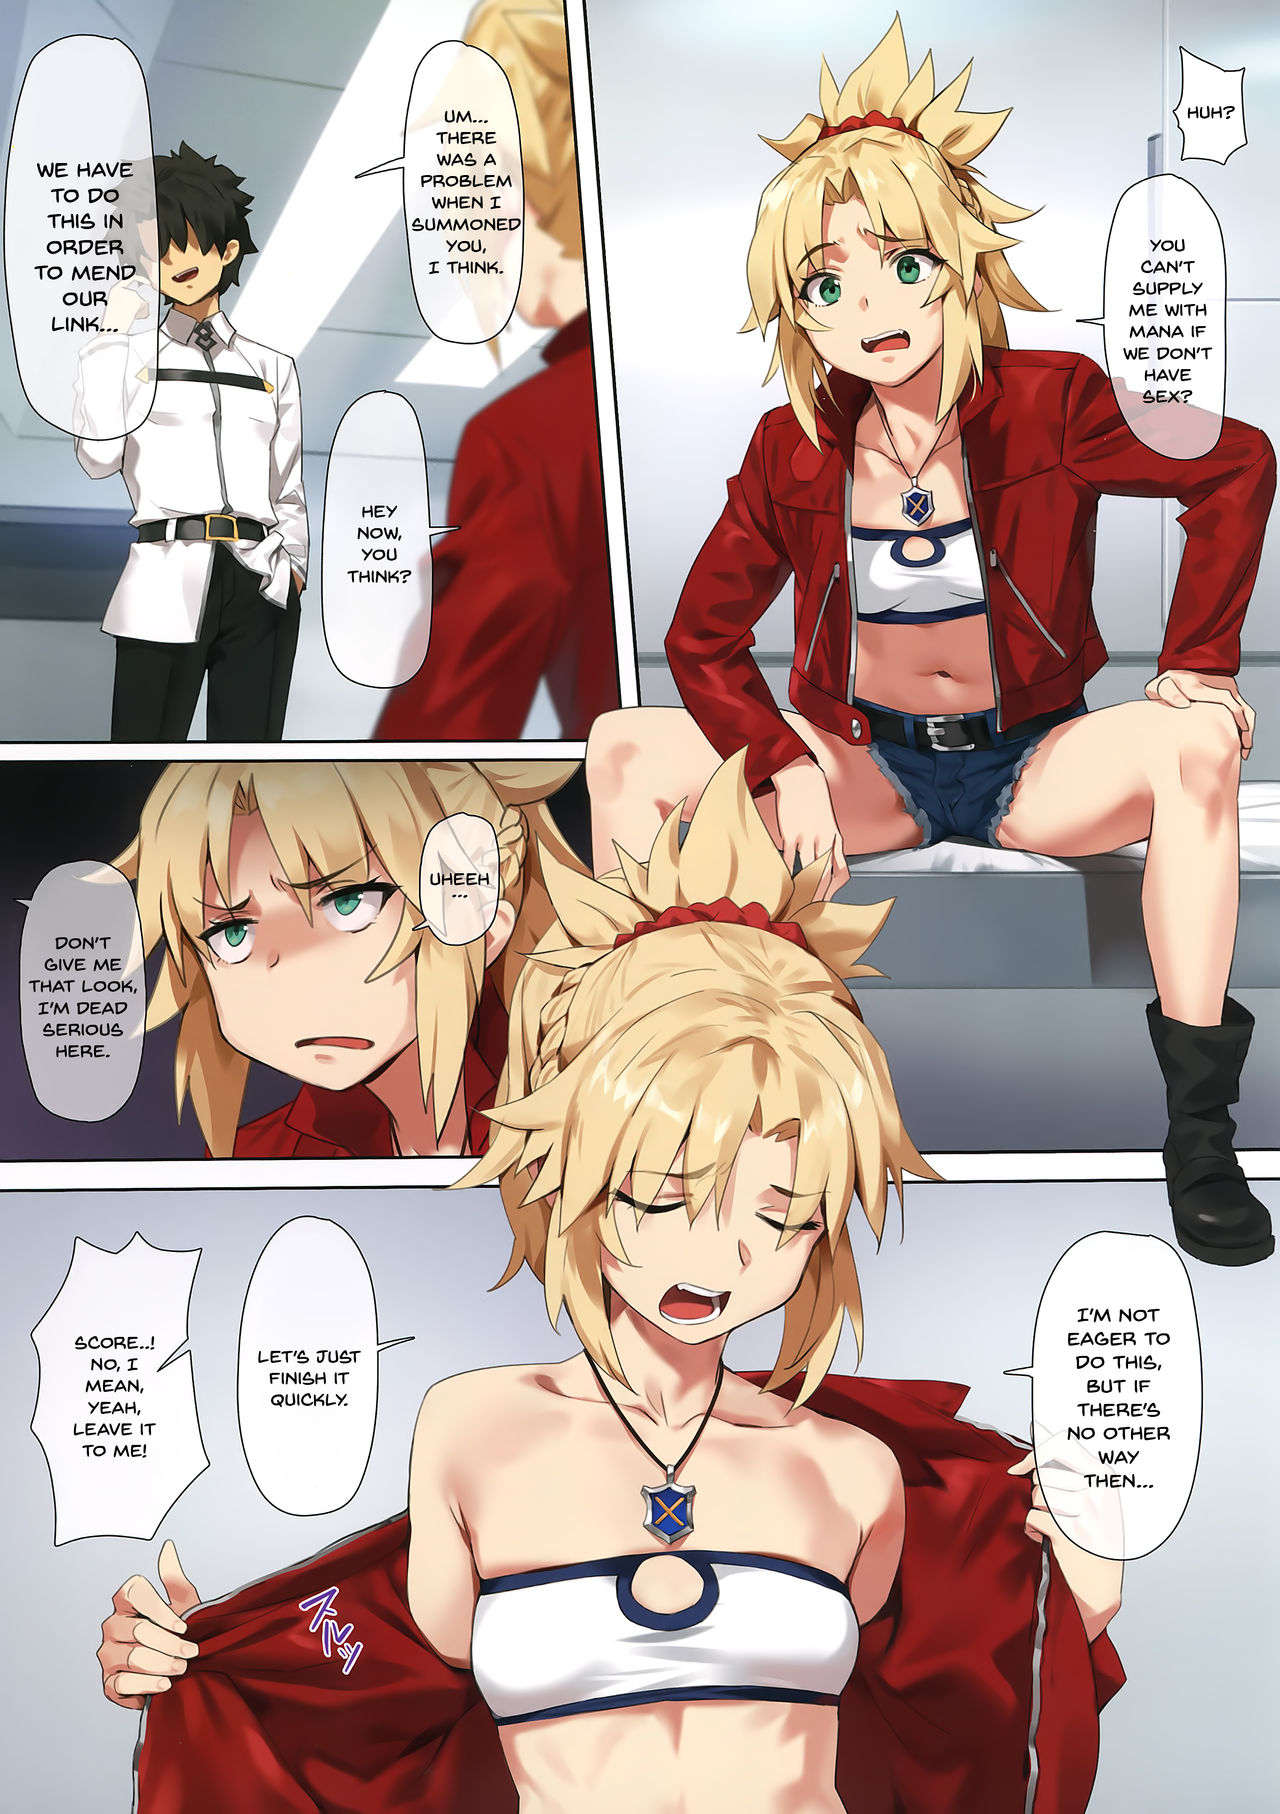 HUH?
YOU
CAN'T
SUPPLY
ME WITH
MANA IF
WE DON'T
HAVE
SEX?
UM...
THERE
WAS A
PROBLEM
WHEN I
SUMMONED
YOU,
I THINK.
HEY
NOW,
YOU
THINK?
WE HAVE
TO DO
THIS IN
ORDER
TO MEND
OUR
LINK...
UHEEH
...
DON'T
GIVE ME
THAT LOOK,
I'M DEAD
SERIOUS
HERE.
I'M NOT
EAGER TO
DO THIS,
BUT IF
THERE'S
NO OTHER
WAY
THEN...
LET'S JUST
FINISH IT
QUICKLY.
SCORE..!
NO, I
MEAN,
YEAH,
LEAVE IT
TO ME!
ズルッ